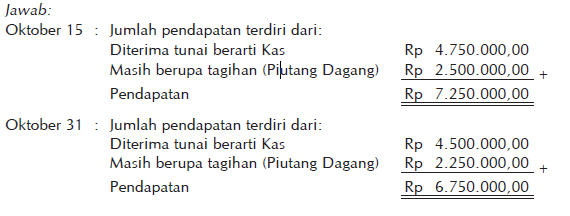 Jawab:
Oktober 15 : Jumlah pendapatan terdiri dari:
Diterima tunai berarti Kas Rp 4.750.000,00
Masih berupa tagihan (Piutang Dagang) Rp 2.500.000,00 +
Pendapatan Rp 7.250.000,00
Oktober 31 : Jumlah pendapatan terdiri dari:
Diterima tunai berarti Kas Rp 4.500.000,00
Masih berupa tagihan (Piutang Dagang) Rp 2.250.000,00 +
Pendapatan Rp 6.750.000,00